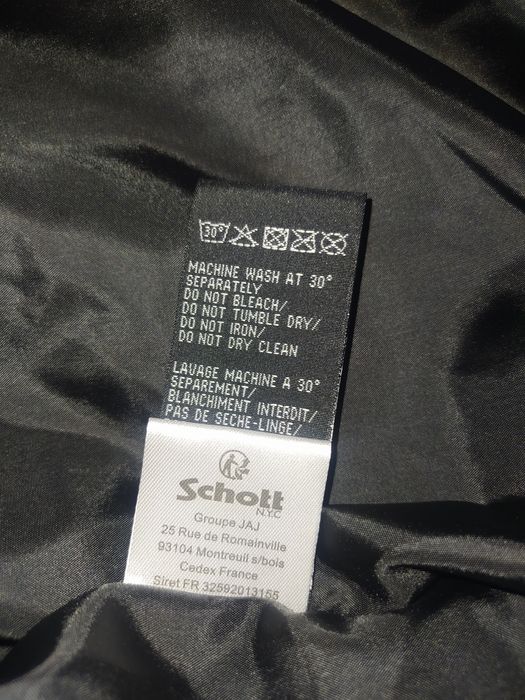 30°
MACHINE WASH AT 30°
SEPARATELY
DO NOT BLEACH/
DO NOT TUMBLE DRY/
DO NOT IRON/
DO NOT DRY CLEAN
LAVAGE MACHINE A 30°
SEPAREMENT/
BLANCHIMENT INTERDIT/
PAS DE SECHE-LINGE/
Schott
N.Y.C
Groupe JAJ
25 Rue de Romainville
93104 Montreuil s/bois
Cedex France
Siret FR 32592013155